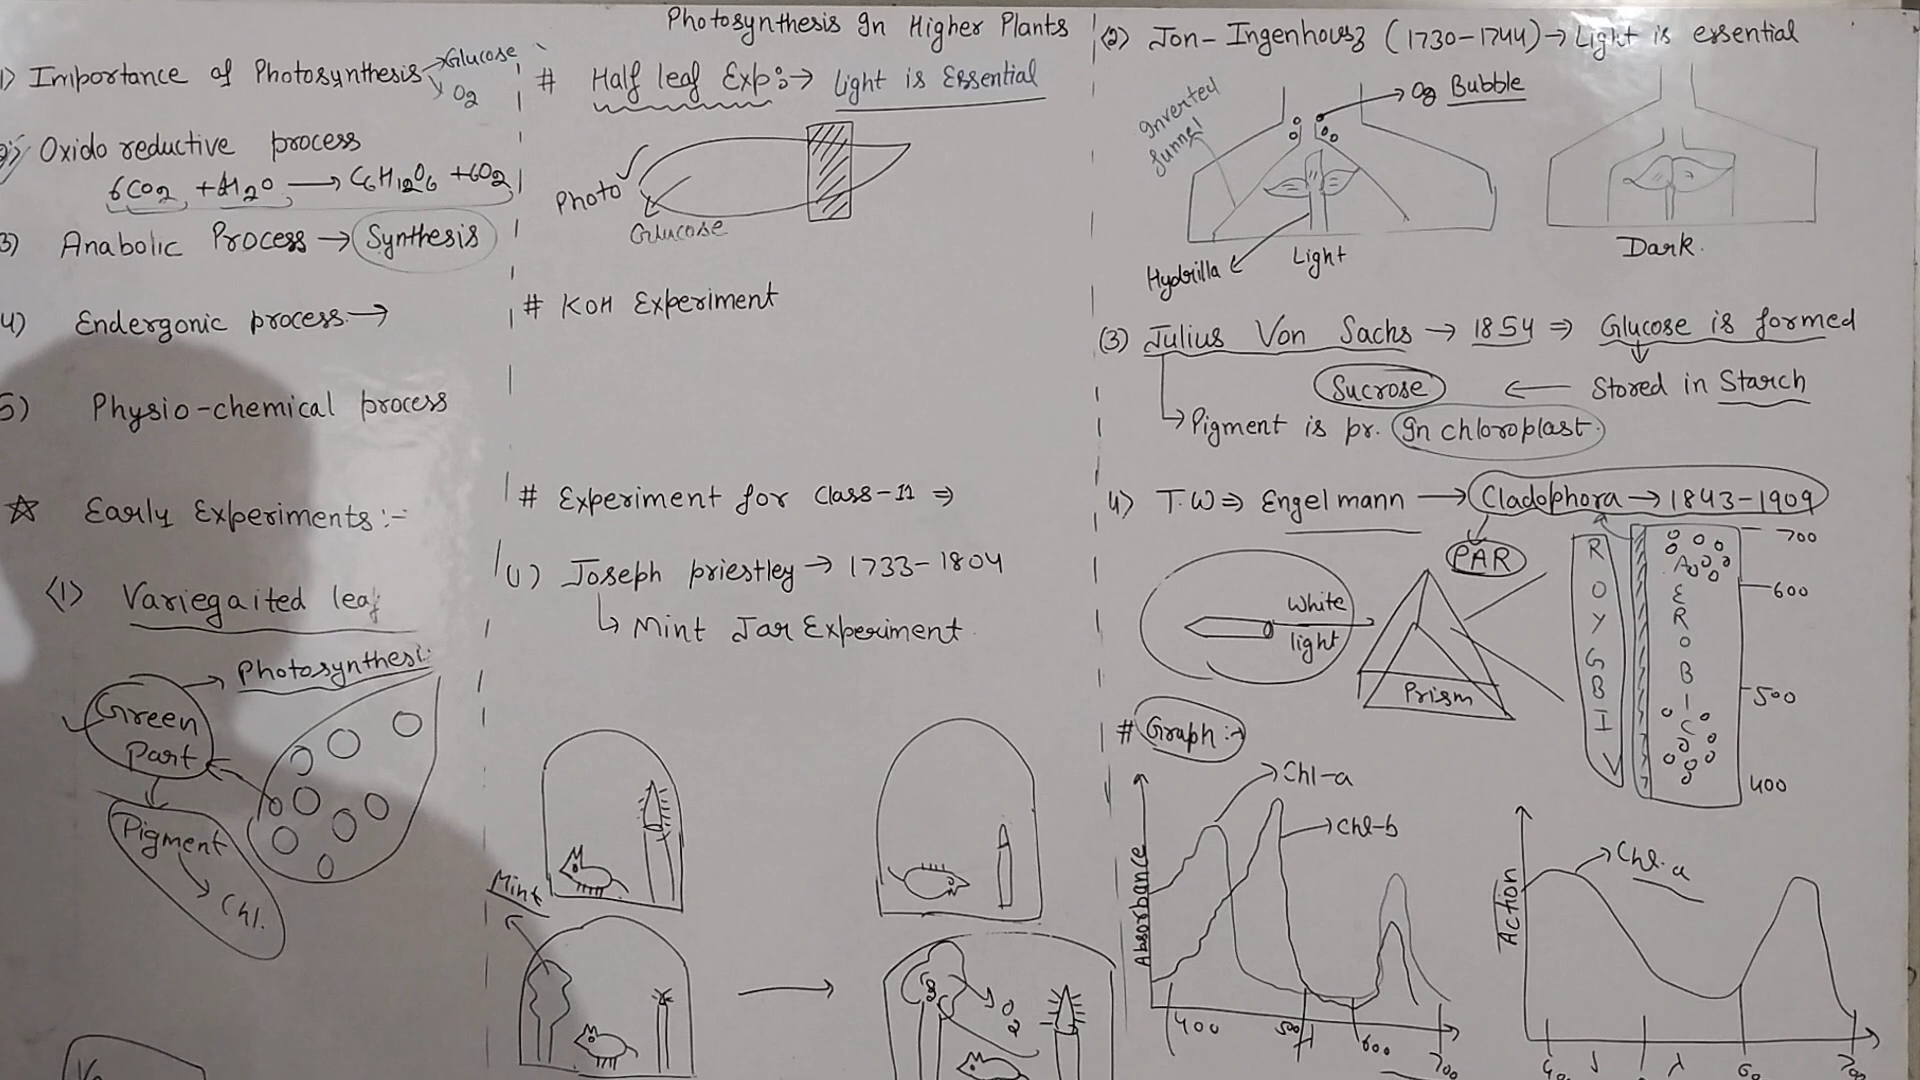 Photosynthesis In Higher Plants
1) Importance of Photosynthesis → Glucose
↘ O2
2) Oxido reductive process
6CO2 + H2O → C6H12O6 + 6O2
3) Anabolic Process → Synthesis
4) Endergonic process →
5) Physio-chemical process
☆ Early Experiments :-
<1> Variegaited leaf
Photosynthesi
Green
Part
Pigment
Chl.
# Half leaf Exp:→ Light is Essential
Photo
Glucose
# KOH Experiment
# Experiment for Class-11 ⇒
(1) Joseph priestley → 1733-1804
↳ Mint Jar Experiment
Mint
O2
(2) Jon-Ingenhousz (1730-1744) → Light is essential
Inverted
funnel
O2 Bubble
Hydrilla
Light
Dark.
(3) Julius Von Sachs → 1854 ⇒ Glucose is formed
Sucrose ← Stored in Starch
↳ Pigment is pr. In chloroplast.
4) T.W ⇒ Engelmann → Cladophora → 1843-1909
PAR
White
light
Prism
R
O
Y
G
B
I
V
A
E
R
O
B
I
C
700
600
500
400
# Graph :→
Chl-a
Chl-b
Absorbance
400 500 600 700
Chl-a
Action
λ
700